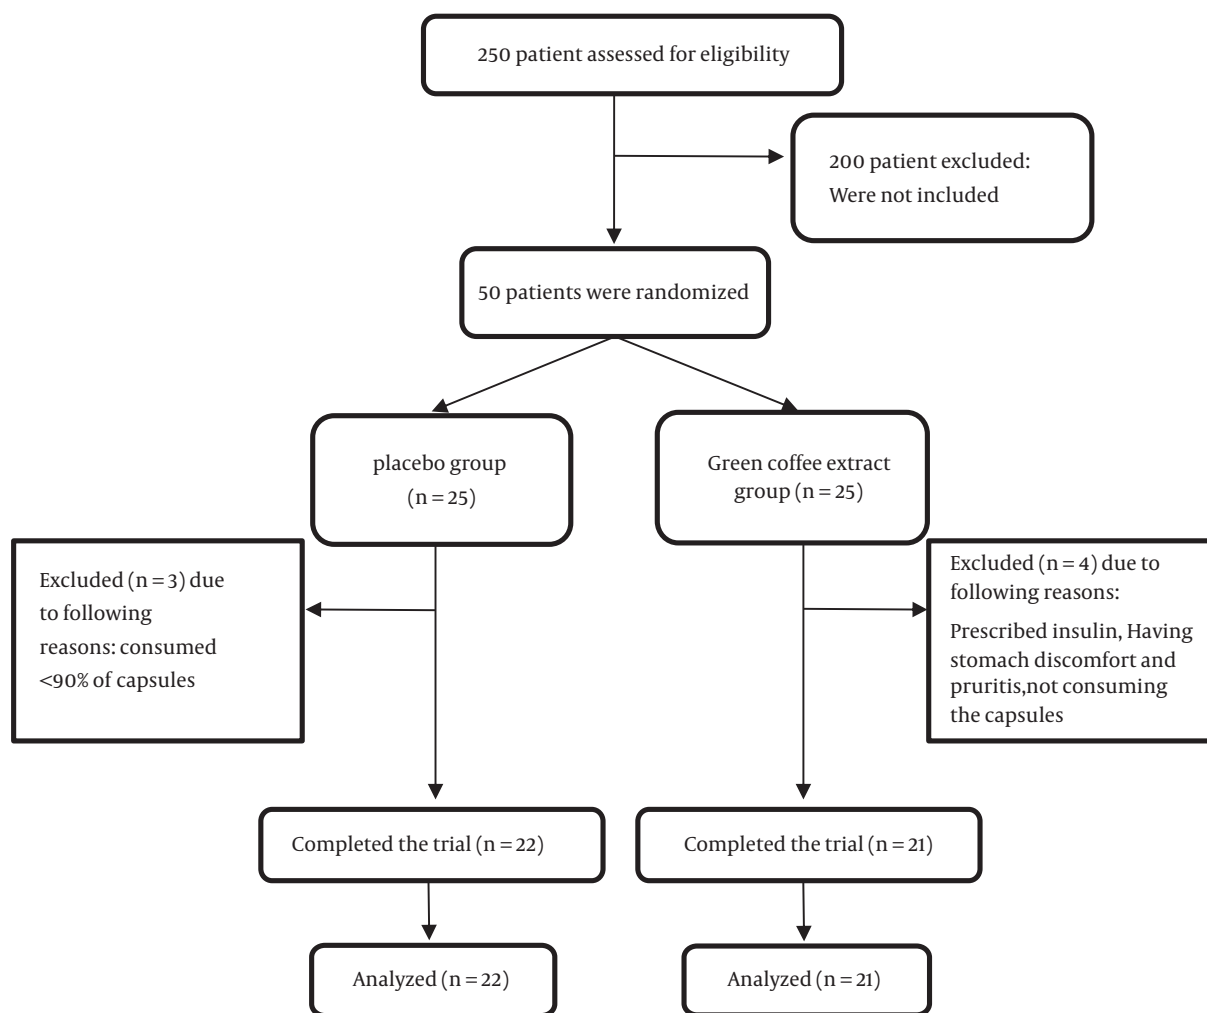 250 patient assessed for eligibility
200 patient excluded:
Were not included
50 patients were randomized
placebo group
(n = 25)
Green coffee extract
group (n = 25)
Excluded (n = 3) due
to following
reasons: consumed
<90% of capsules
Excluded (n = 4) due to
following reasons:
Prescribed insulin, Having
stomach discomfort and
pruritis,not consuming
the capsules
Completed the trial (n = 22)
Completed the trial (n = 21)
Analyzed (n = 22)
Analyzed (n = 21)